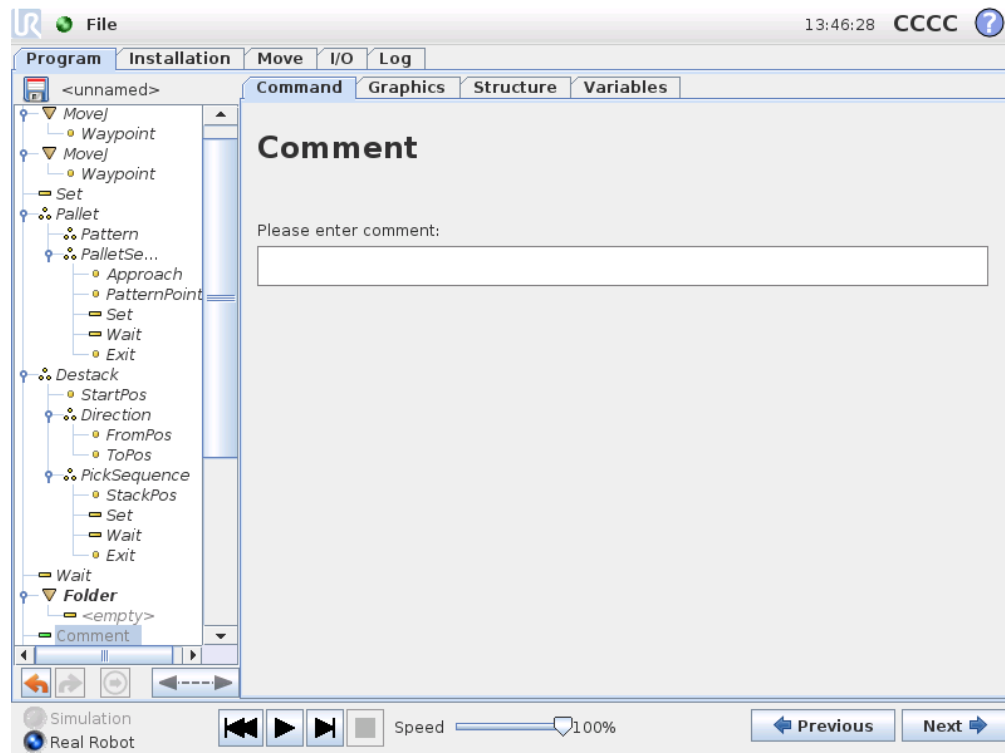 UR File 13:46:28 CCCC ?
Program Installation Move I/O Log
<unnamed>
Command Graphics Structure Variables
MoveJ
Waypoint
MoveJ
Waypoint
Set
Pallet
Pattern
PalletSe...
Approach
PatternPoint
Set
Wait
Exit
Destack
StartPos
Direction
FromPos
ToPos
PickSequence
StackPos
Set
Wait
Exit
Wait
Folder
<empty>
Comment
Comment
Please enter comment:
Simulation
Real Robot
Speed 100%
Previous Next